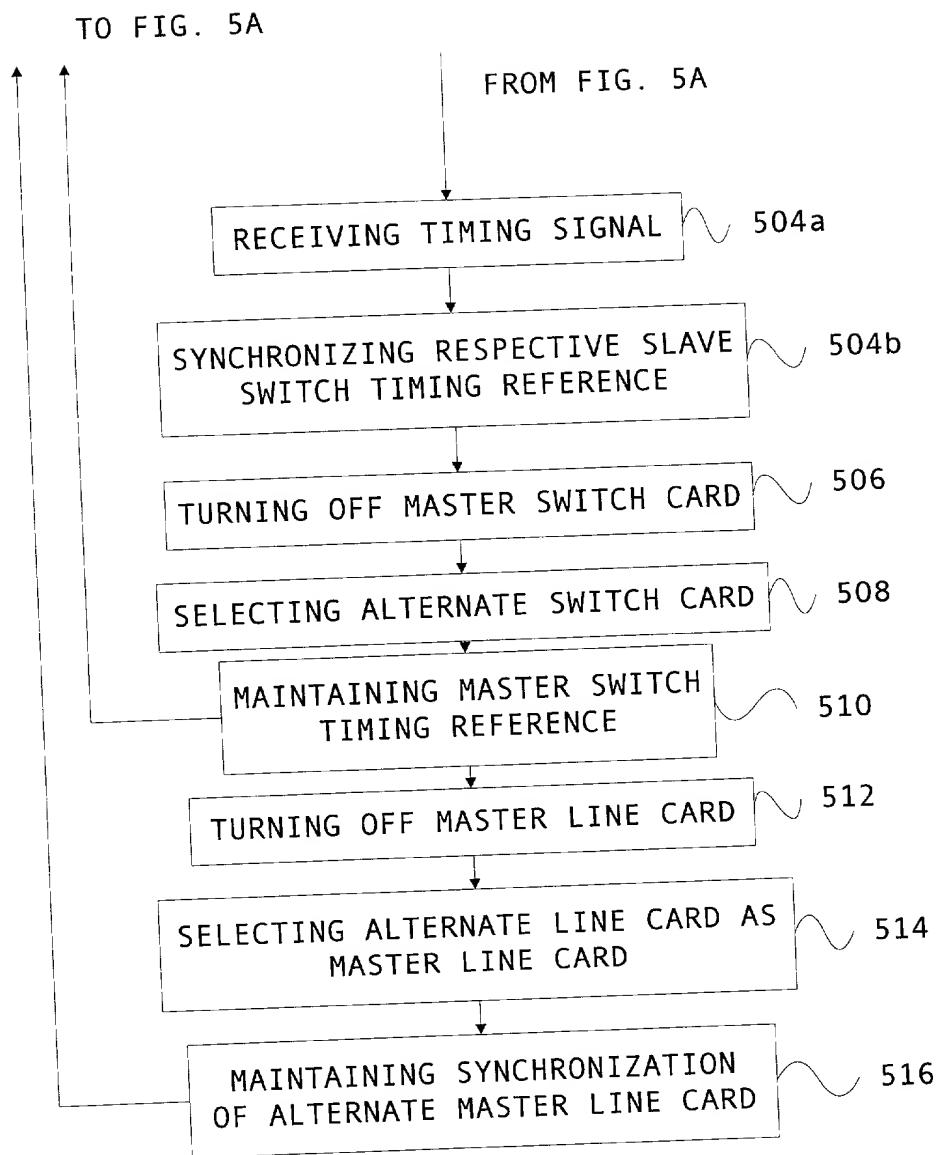 TO FIG. 5A
FROM FIG. 5A
RECEIVING TIMING SIGNAL
504a
SYNCHRONIZING RESPECTIVE SLAVE
SWITCH TIMING REFERENCE
504b
TURNING OFF MASTER SWITCH CARD
506
SELECTING ALTERNATE SWITCH CARD
508
MAINTAINING MASTER SWITCH
TIMING REFERENCE
510
TURNING OFF MASTER LINE CARD
512
SELECTING ALTERNATE LINE CARD AS
MASTER LINE CARD
514
MAINTAINING SYNCHRONIZATION
OF ALTERNATE MASTER LINE CARD
516